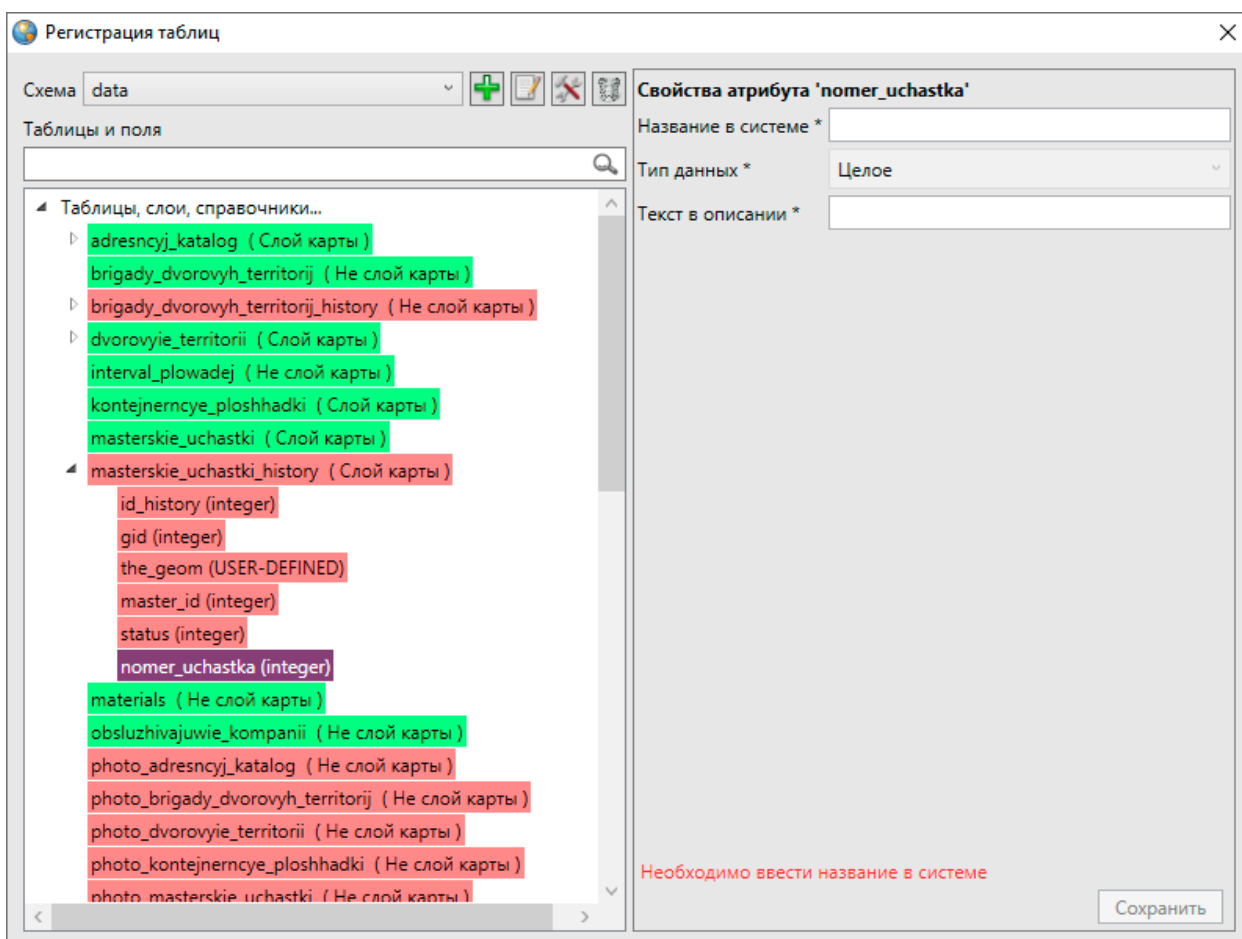 Регистрация таблиц
Схема data
Таблицы и поля
Таблицы, слои, справочники...
adresncyj_katalog ( Слой карты )
brigady_dvorovyh_territorij ( Не слой карты )
brigady_dvorovyh_territorij_history ( Не слой карты )
dvorovyie_territorii ( Слой карты )
interval_plowadej ( Не слой карты )
kontejnerncye_ploshhadki ( Слой карты )
masterskie_uchastki ( Слой карты )
masterskie_uchastki_history ( Слой карты )
id_history (integer)
gid (integer)
the_geom (USER-DEFINED)
master_id (integer)
status (integer)
nomer_uchastka (integer)
materials ( Не слой карты )
obsluzhivajuwie_kompanii ( Не слой карты )
photo_adresncyj_katalog ( Не слой карты )
photo_brigady_dvorovyh_territorij ( Не слой карты )
photo_dvorovyie_territorii ( Не слой карты )
photo_kontejnerncye_ploshhadki ( Не слой карты )
photo_masterskie_uchastki ( Не слой карты )
Свойства атрибута 'nomer_uchastka'
Название в системе *
Тип данных * Целое
Текст в описании *
Необходимо ввести название в системе
Сохранить